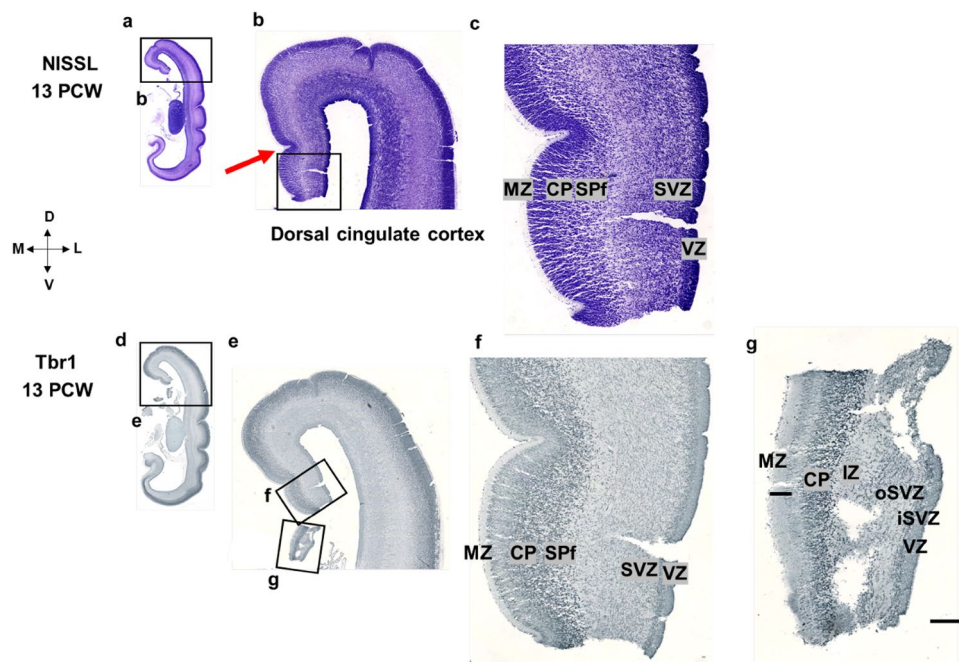 a
b
c
NISSL
13 PCW
b
MZ CP SPf SVZ
VZ
Dorsal cingulate cortex
D
M L
V
Tbr1
13 PCW
d
e
f
g
e
f
g
MZ CP SPf
SVZ VZ
MZ
CP IZ
oSVZ
iSVZ
VZ